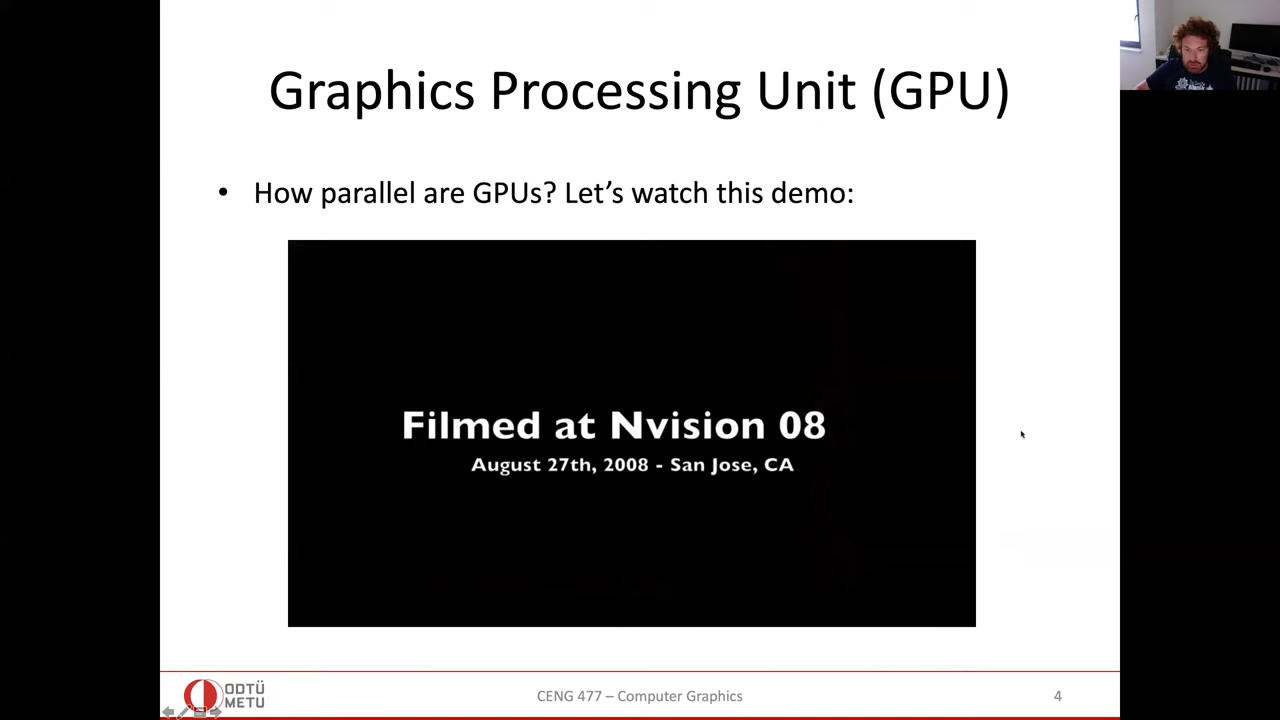 Graphics Processing Unit (GPU)
• How parallel are GPUs? Let’s watch this demo:
Filmed at Nvision 08
August 27th, 2008 - San Jose, CA
ODTÜ
METU
CENG 477 – Computer Graphics
4